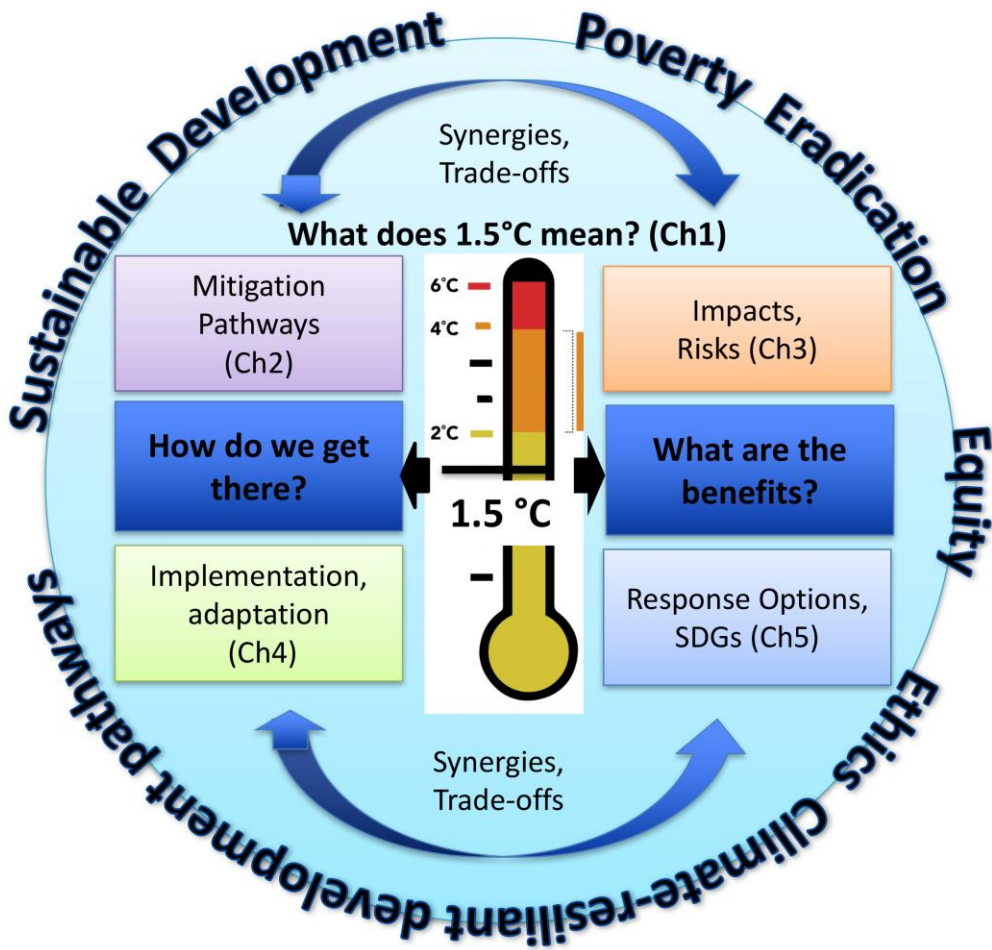 Sustainable Development
Poverty Eradication
Equity
Ethics
Cllimate-resiliant development pathways
Synergies,
Trade-offs
What does 1.5°C mean? (Ch1)
Mitigation
Pathways
(Ch2)
How do we get
there?
Implementation,
adaptation
(Ch4)
6°C
4°C
2°C
1.5 °C
Impacts,
Risks (Ch3)
What are the
benefits?
Response Options,
SDGs (Ch5)
Synergies,
Trade-offs